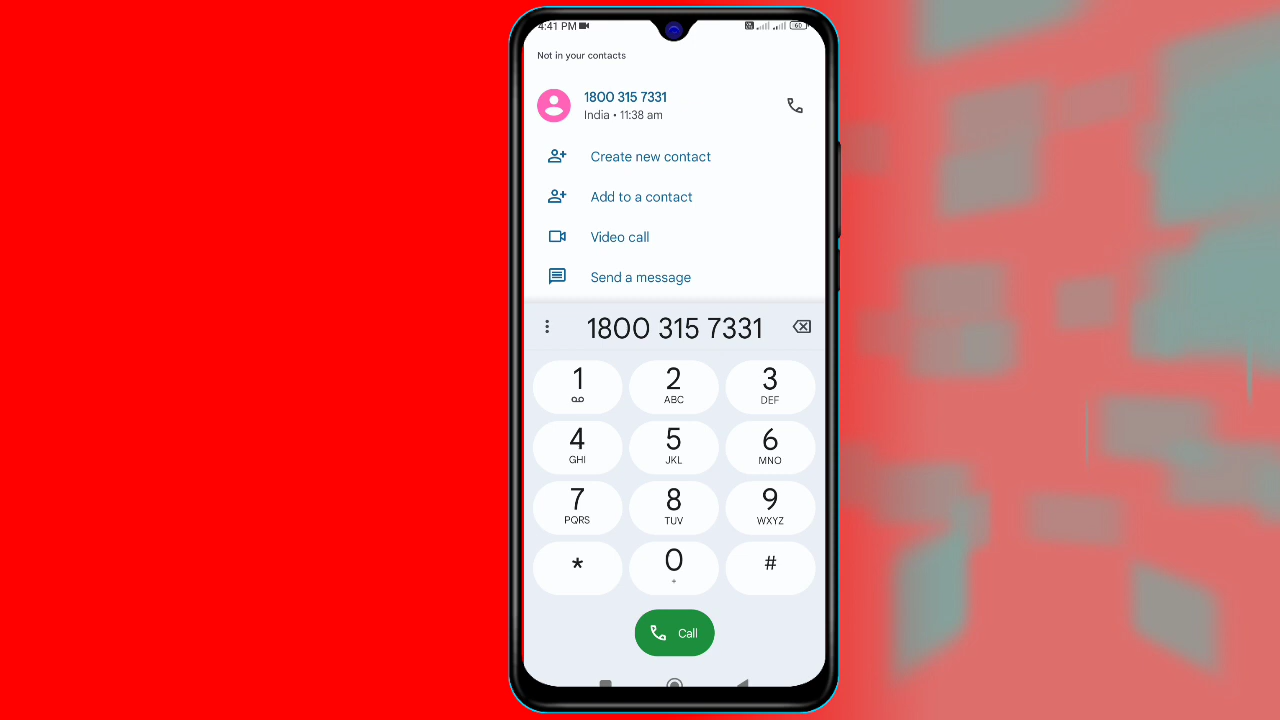 4:41 PM
60
Not in your contacts
1800 315 7331
India • 11:38 am
Create new contact
Add to a contact
Video call
Send a message
1800 315 7331
1 2 3
ABC DEF
4 5 6
GHI JKL MNO
7 8 9
PQRS TUV WXYZ
* 0 #
+
Call